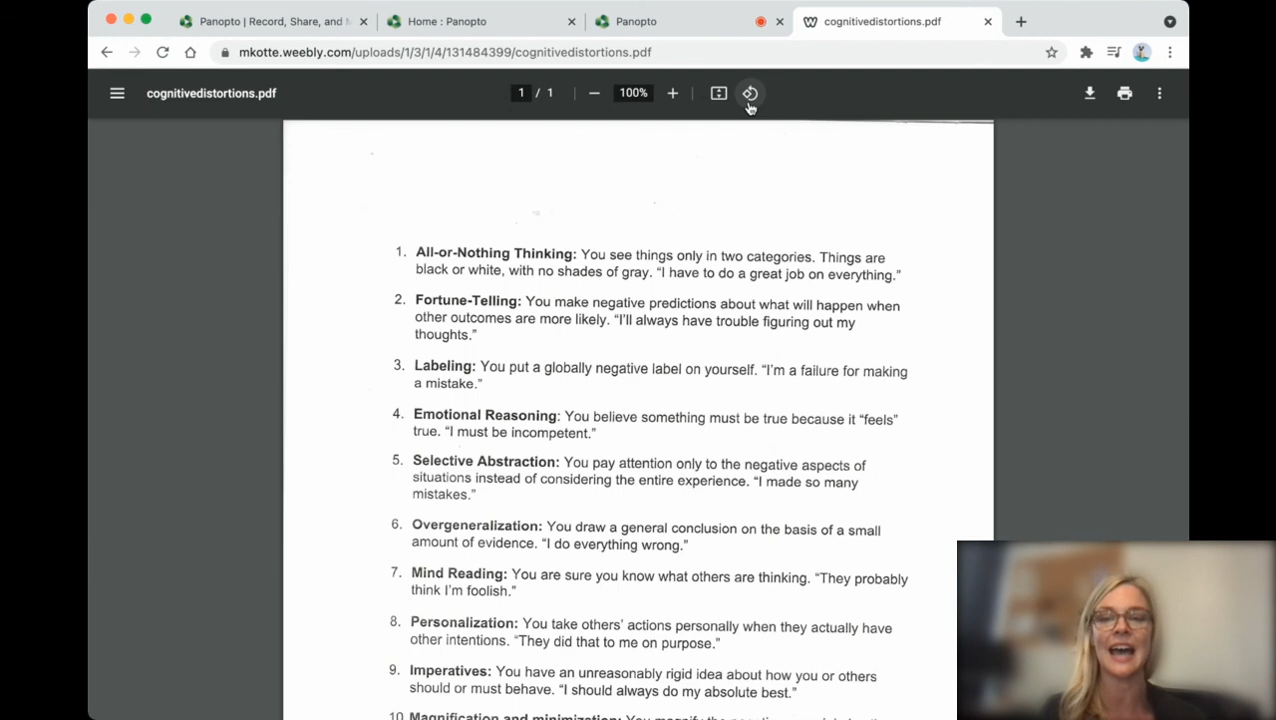 Panopto | Record, Share, and
Home : Panopto
Panopto
cognitivedistortions.pdf
mkotte.weebly.com/uploads/1/3/1/4/131484399/cognitivedistortions.pdf
cognitivedistortions.pdf
1 / 1
100%
1. All-or-Nothing Thinking: You see things only in two categories. Things are
black or white, with no shades of gray. “I have to do a great job on everything.”
2. Fortune-Telling: You make negative predictions about what will happen when
other outcomes are more likely. “I’ll always have trouble figuring out my
thoughts.”
3. Labeling: You put a globally negative label on yourself. “I’m a failure for making
a mistake.”
4. Emotional Reasoning: You believe something must be true because it “feels”
true. “I must be incompetent.”
5. Selective Abstraction: You pay attention only to the negative aspects of
situations instead of considering the entire experience. “I made so many
mistakes.”
6. Overgeneralization: You draw a general conclusion on the basis of a small
amount of evidence. “I do everything wrong.”
7. Mind Reading: You are sure you know what others are thinking. “They probably
think I’m foolish.”
8. Personalization: You take others’ actions personally when they actually have
other intentions. “They did that to me on purpose.”
9. Imperatives: You have an unreasonably rigid idea about how you or others
should or must behave. “I should always do my absolute best.”
10. Magnification and minimization: You magnify the